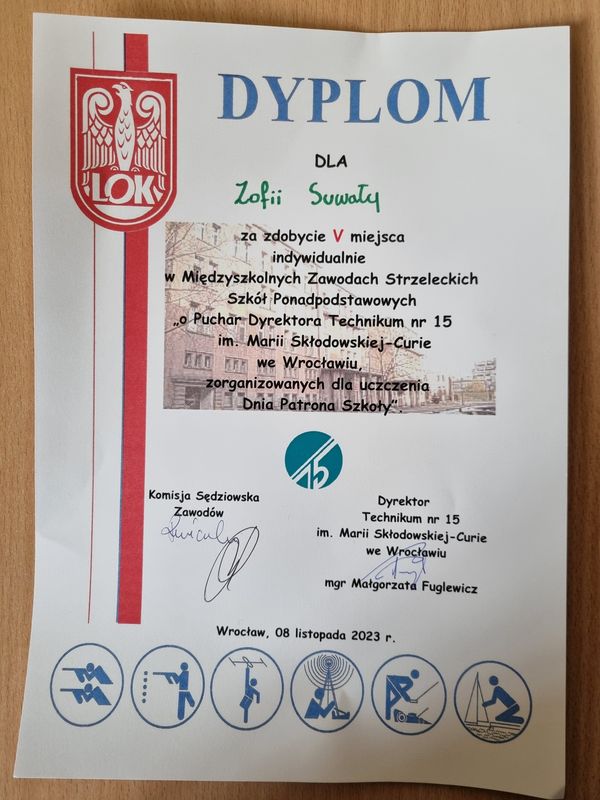 LOK
DYPLOM
DLA
Zofii Suwały
za zdobycie V miejsca
indywidualnie
w Międzyszkolnych Zawodach Strzeleckich
Szkół Ponadpodstawowych
„o Puchar Dyrektora Technikum nr 15
im. Marii Skłodowskiej-Curie
we Wrocławiu,
zorganizowanych dla uczczenia
Dnia Patrona Szkoły”.
15
Komisja Sędziowska
Zawodów
Dyrektor
Technikum nr 15
im. Marii Skłodowskiej-Curie
we Wrocławiu
mgr Małgorzata Fuglewicz
Wrocław, 08 listopada 2023 r.